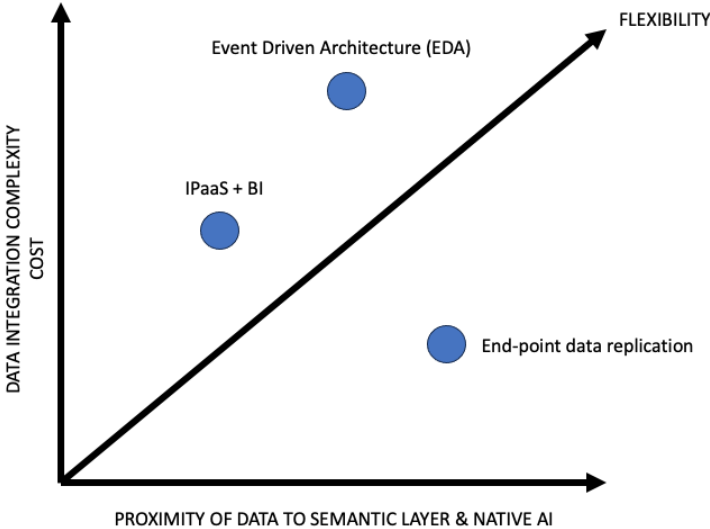 FLEXIBILITY
Event Driven Architecture (EDA)
IPaaS + BI
DATA INTEGRATION COMPLEXITY
COST
End-point data replication
PROXIMITY OF DATA TO SEMANTIC LAYER & NATIVE AI